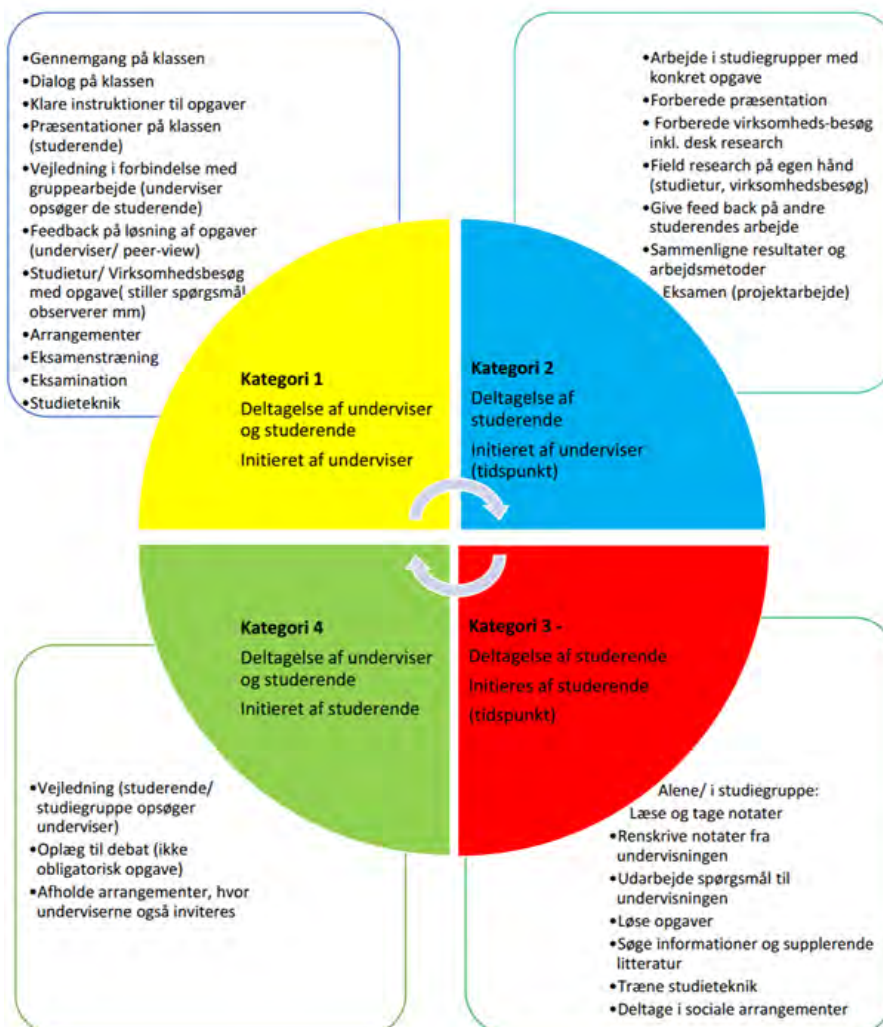 •Gennemgang på klassen
•Dialog på klassen
•Klare instruktioner til opgaver
•Præsentationer på klassen
(studerende)
•Vejledning i forbindelse med
gruppearbejde (underviser
opsøger de studerende)
•Feedback på løsning af opgaver
(underviser/ peer-view)
•Studietur/ Virksomhedsbesøg
med opgave( stiller spørgsmål
observerer mm)
•Arrangementer
•Eksamenstræning
•Eksamination
•Studieteknik
•Arbejde i studiegrupper med
konkret opgave
•Forberede præsentation
• Forberede virksomheds-besøg
inkl. desk research
•Field research på egen hånd
(studietur, virksomhedsbesøg)
•Give feed back på andre
studerendes arbejde
•Sammenligne resultater og
arbejdsmetoder
Eksamen (projektarbejde)
Kategori 1
Deltagelse af underviser
og studerende
Initieret af underviser
Kategori 2
Deltagelse af
studerende
Initieret af underviser
(tidspunkt)
Kategori 4
Deltagelse af underviser
og studerende
Initieret af studerende
Kategori 3 -
Deltagelse af studerende
Initieres af studerende
(tidspunkt)
•Vejledning (studerende/
studiegruppe opsøger
underviser)
•Oplæg til debat (ikke
obligatorisk opgave)
•Afholde arrangementer, hvor
underviserne også inviteres
Alene/ i studiegruppe:
Læse og tage notater
•Renskrive notater fra
undervisningen
•Udarbejde spørgsmål til
undervisningen
•Løse opgaver
•Søge informationer og supplerende
litteratur
•Træne studieteknik
•Deltage i sociale arrangementer